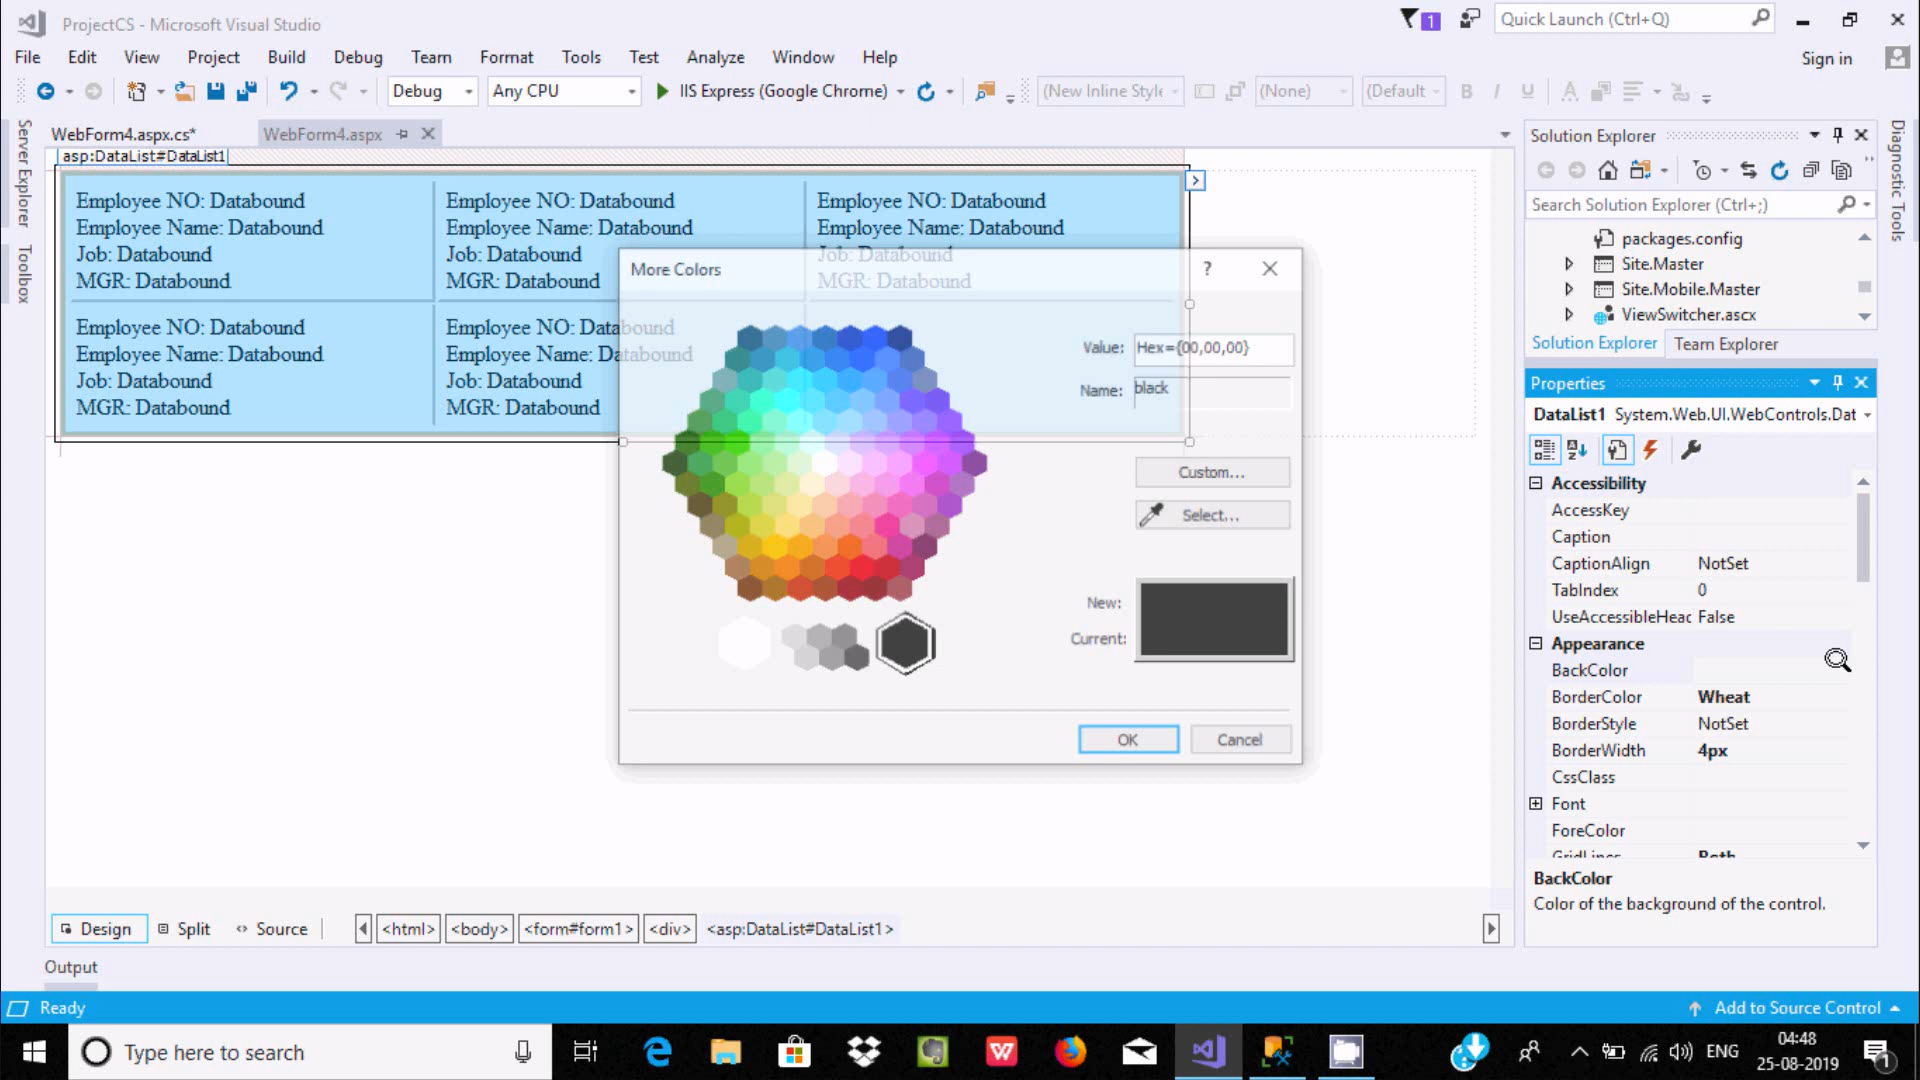 ProjectCS - Microsoft Visual Studio
1
Quick Launch (Ctrl+Q)
File Edit View Project Build Debug Team Format Tools Test Analyze Window Help
Sign in
Debug Any CPU IIS Express (Google Chrome) (New Inline Style (None) (Default B I U A
Server Explorer
Toolbox
WebForm4.aspx.cs* WebForm4.aspx
asp:DataList#DataList1
Employee NO: Databound
Employee Name: Databound
Job: Databound
MGR: Databound
Employee NO: Databound
Employee Name: Databound
Job: Databound
MGR: Databound
Employee NO: Databound
Employee Name: Databound
Job: Databound
MGR: Databound
Employee NO: Databound
Employee Name: Databound
Job: Databound
MGR: Databound
Employee NO: Databound
Employee Name: Databound
Job: Databound
MGR: Databound
More Colors
?
Value: Hex={00,00,00}
Name: black
Custom...
Select...
New:
Current:
OK Cancel
Solution Explorer
Search Solution Explorer (Ctrl+;)
packages.config
Site.Master
Site.Mobile.Master
ViewSwitcher.ascx
Solution Explorer Team Explorer
Diagnostic Tools
Properties
DataList1 System.Web.UI.WebControls.Dat
Accessibility
AccessKey
Caption
CaptionAlign NotSet
TabIndex 0
UseAccessibleHeac False
Appearance
BackColor
BorderColor Wheat
BorderStyle NotSet
BorderWidth 4px
CssClass
Font
ForeColor
GridLines Both
BackColor
Color of the background of the control.
Design Split Source <html> <body> <form#form1> <div> <asp:DataList#DataList1>
Output
Ready
Add to Source Control
Type here to search
ENG
04:48
25-08-2019
1